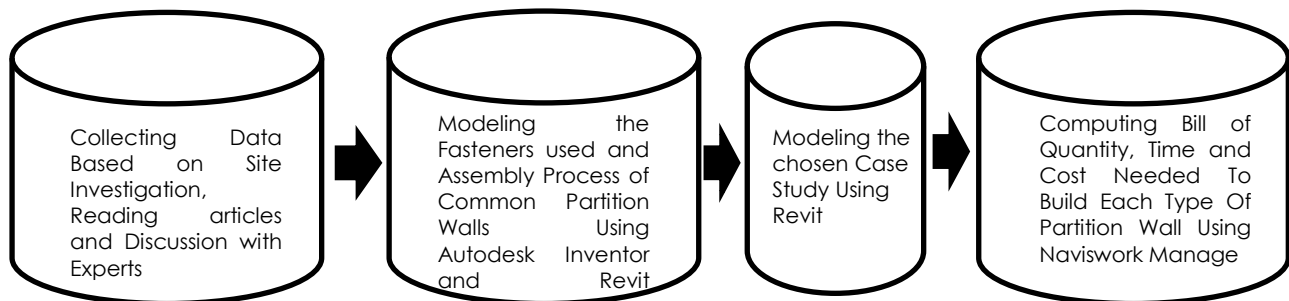 Collecting Data
Based on Site
Investigation,
Reading articles
and Discussion with
Experts
Modeling the
Fasteners used and
Assembly Process of
Common Partition
Walls Using
Autodesk Inventor
and Revit
Modeling the
chosen Case
Study Using
Revit
Computing Bill of
Quantity, Time and
Cost Needed To
Build Each Type Of
Partition Wall Using
Naviswork Manage